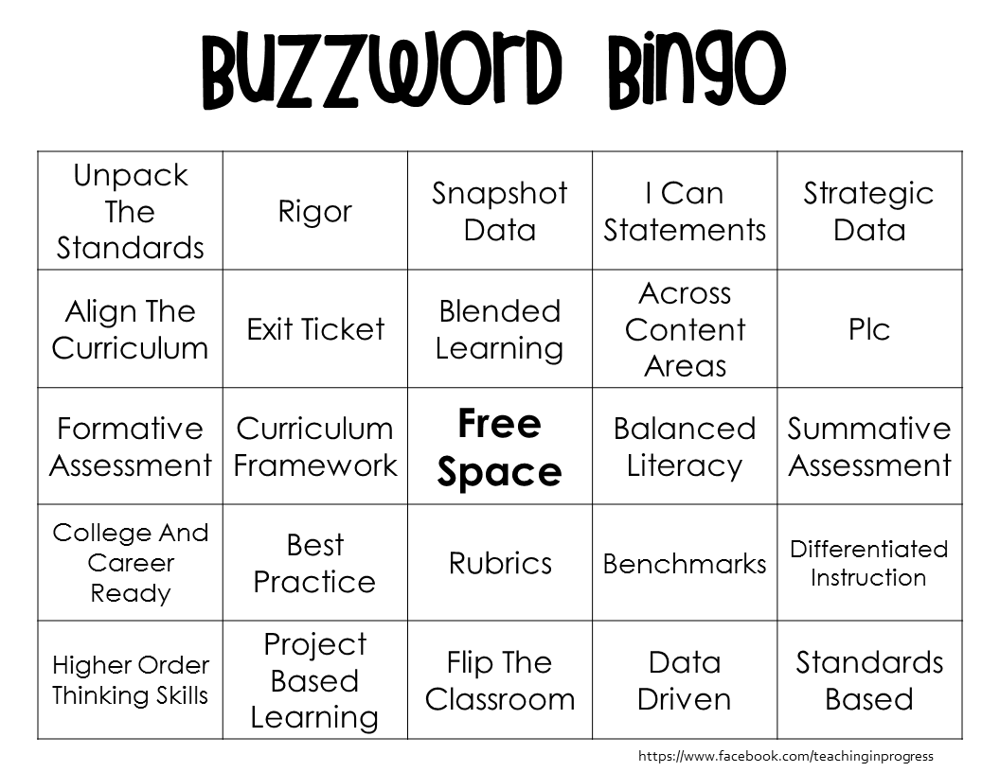 Buzzword Bingo
Unpack
The
Standards
Rigor
Snapshot
Data
I Can
Statements
Strategic
Data
Align The
Curriculum
Exit Ticket
Blended
Learning
Across
Content
Areas
Plc
Formative
Assessment
Curriculum
Framework
Free
Space
Balanced
Literacy
Summative
Assessment
College And
Career
Ready
Best
Practice
Rubrics
Benchmarks
Differentiated
Instruction
Higher Order
Thinking Skills
Project
Based
Learning
Flip The
Classroom
Data
Driven
Standards
Based
https://www.facebook.com/teachinginprogress